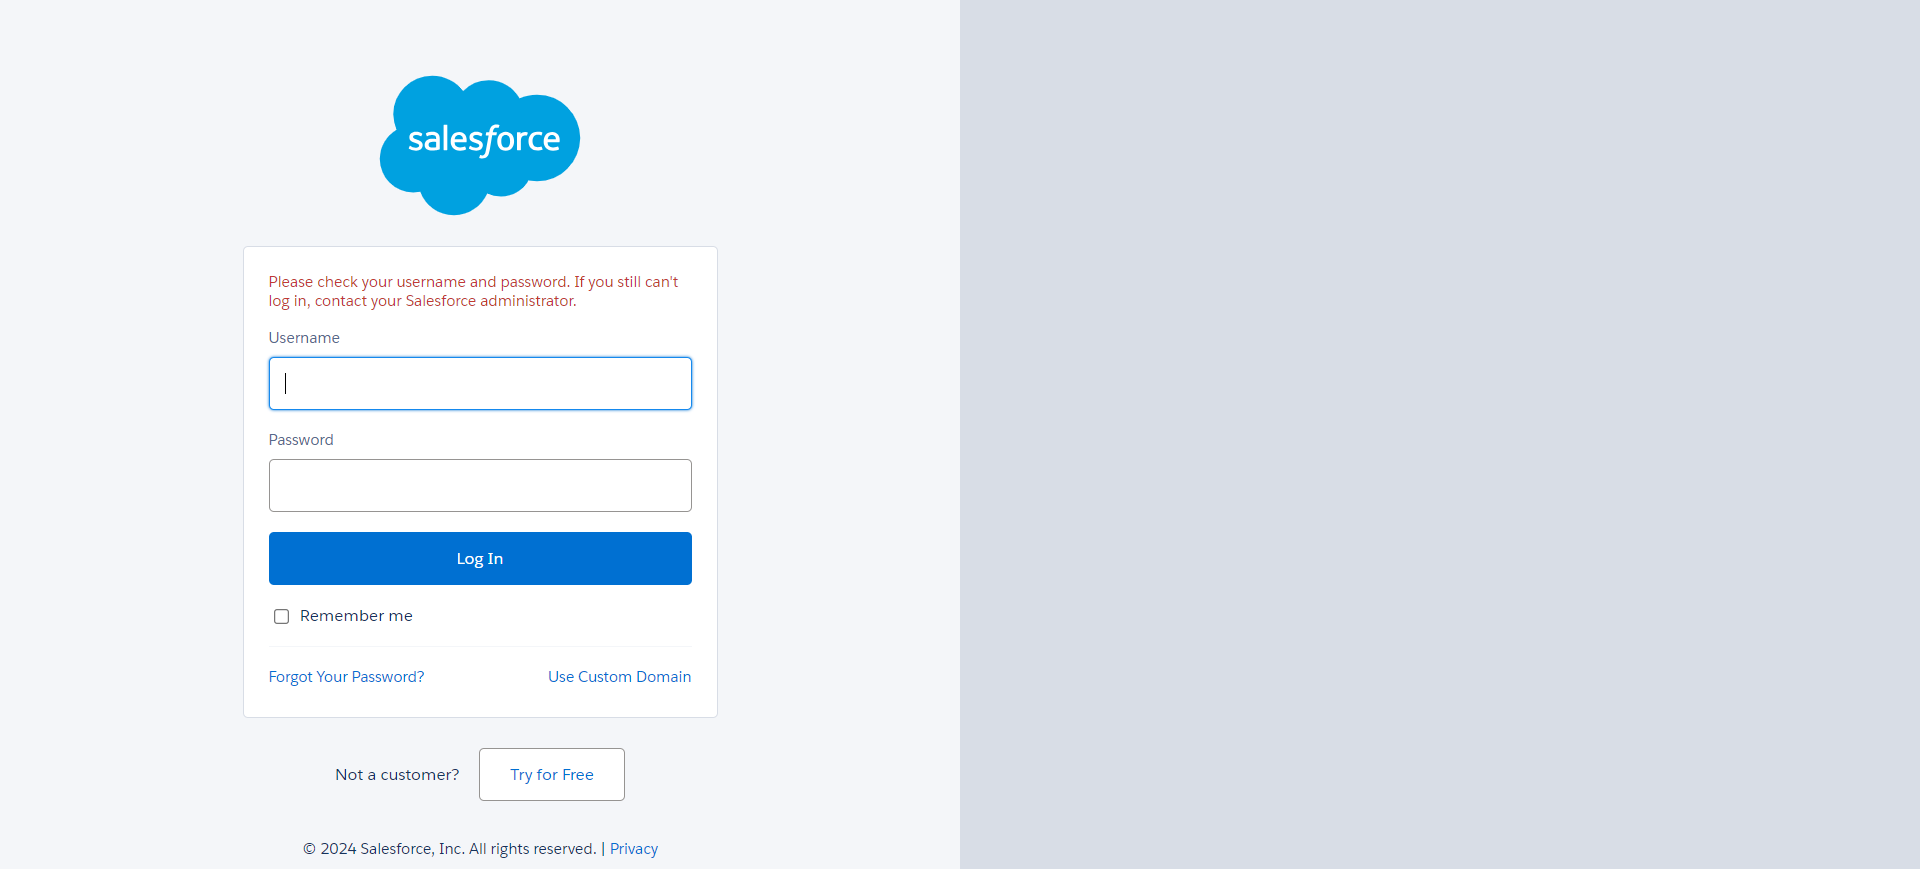 salesforce
Please check your username and password. If you still can't
log in, contact your Salesforce administrator.
Username
Password
Log In
Remember me
Forgot Your Password?
Use Custom Domain
Not a customer?
Try for Free
© 2024 Salesforce, Inc. All rights reserved. | Privacy